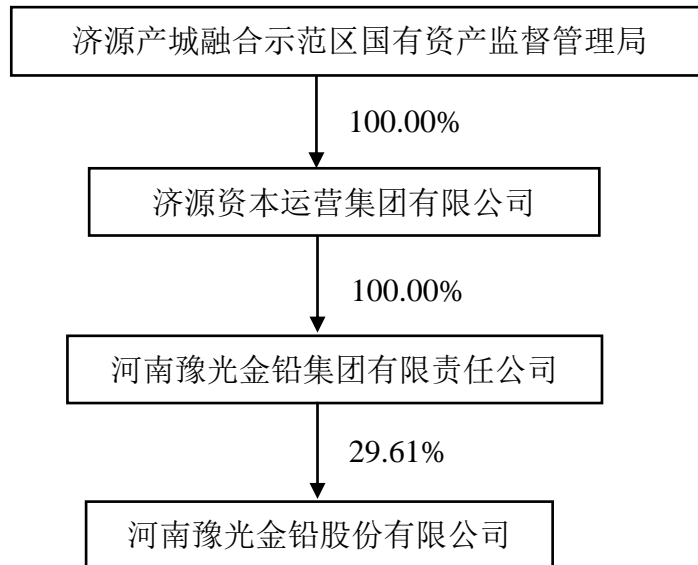 济源产城融合示范区国有资产监督管理局
100.00%
济源资本运营集团有限公司
100.00%
河南豫光金铅集团有限责任公司
29.61%
河南豫光金铅股份有限公司